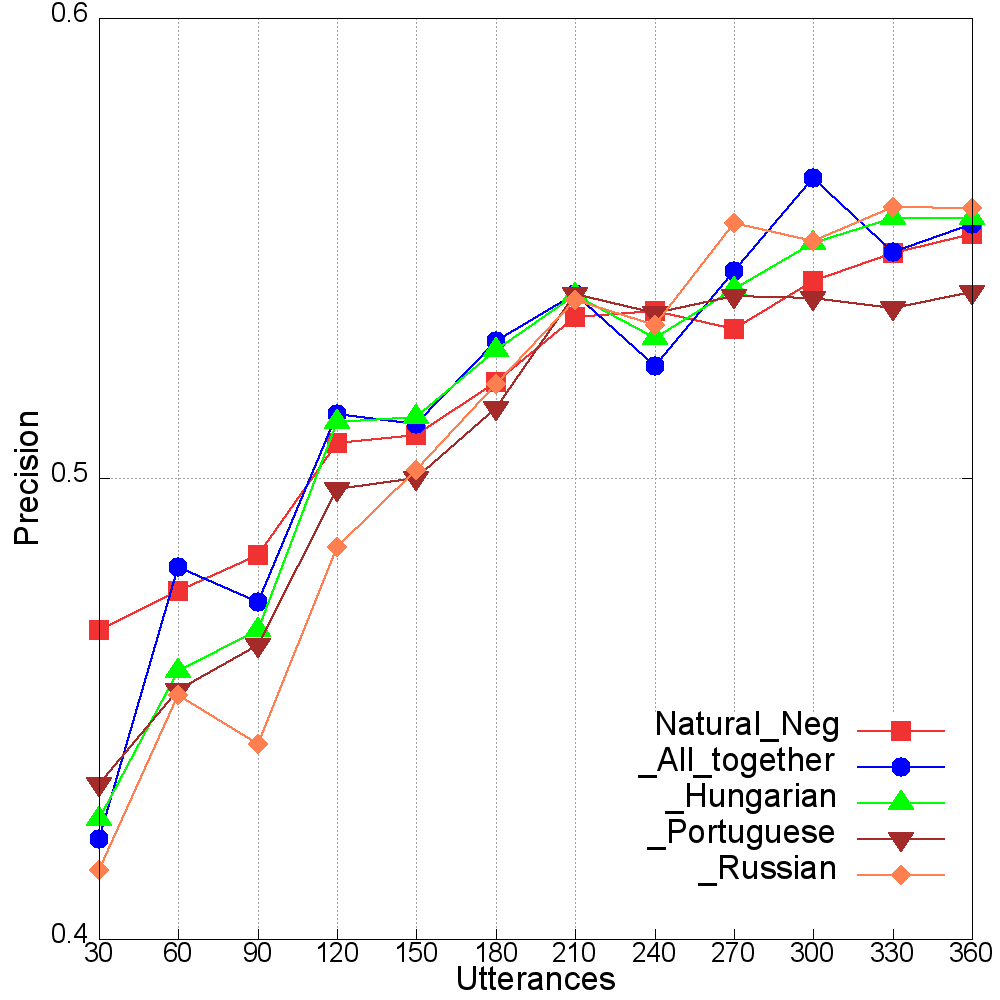 0.6
0.5
0.4
Precision
Natural_Neg
_All_together
_Hungarian
_Portuguese
_Russian
30 60 90 120 150 180 210 240 270 300 330 360
Utterances